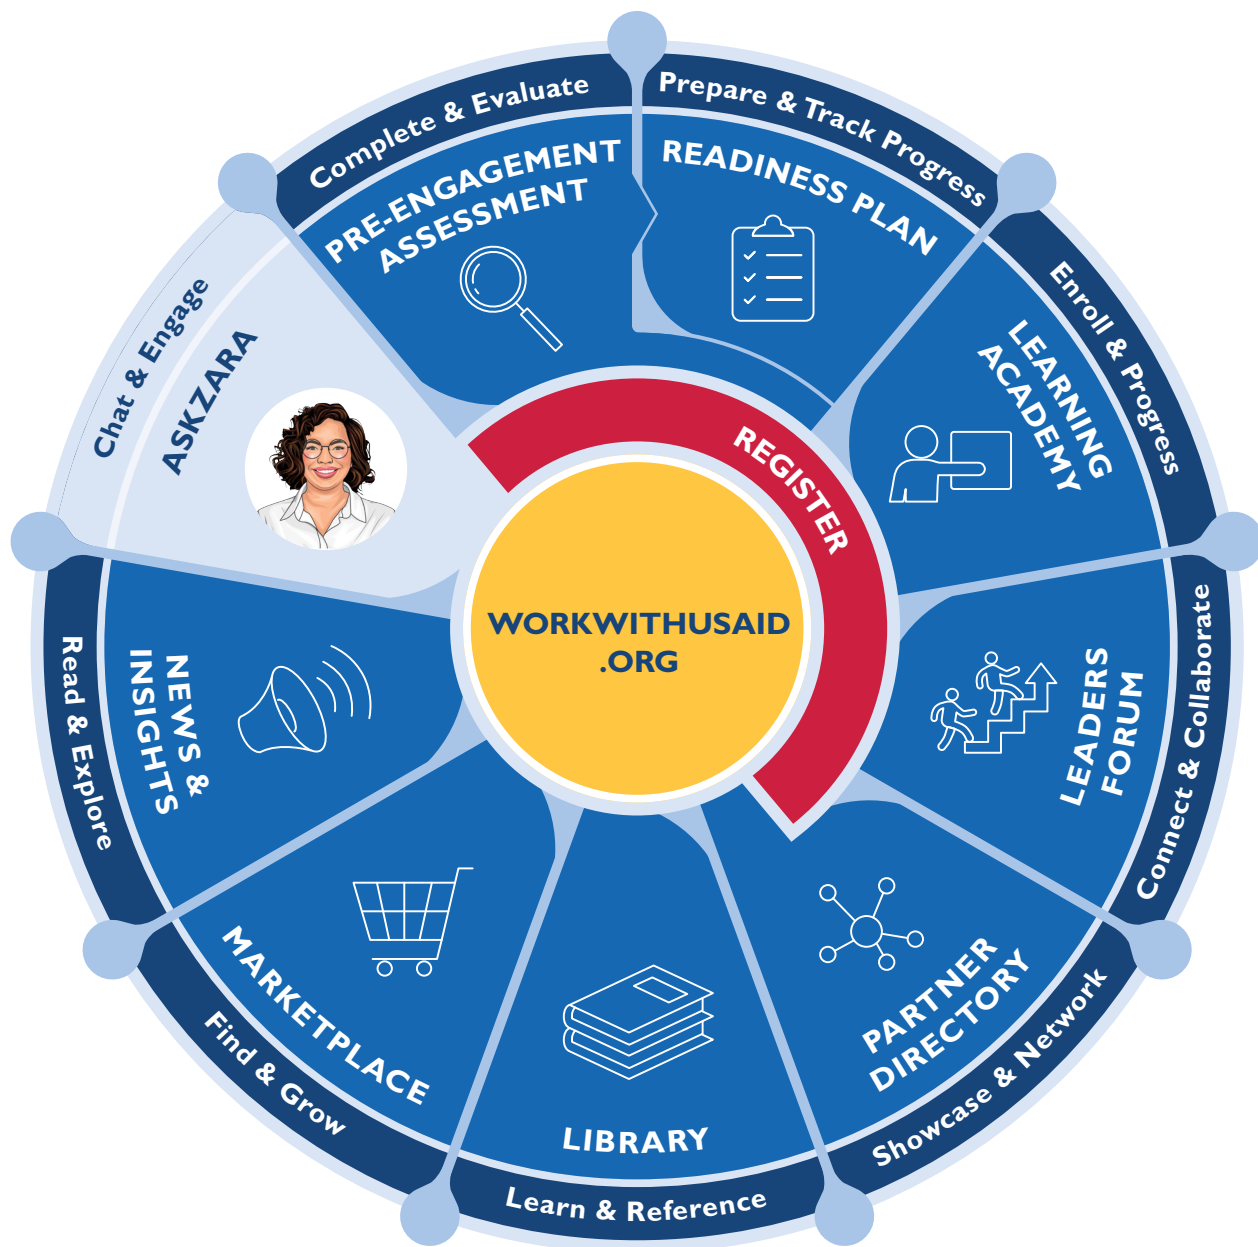 Complete & Evaluate
PRE-ENGAGEMENT
ASSESSMENT
Prepare & Track Progress
READINESS PLAN
Enroll & Progress
LEARNING
ACADEMY
Connect & Collaborate
LEADERS
FORUM
Showcase & Network
PARTNER
DIRECTORY
Learn & Reference
LIBRARY
Find & Grow
MARKETPLACE
Read & Explore
NEWS &
INSIGHTS
Chat & Engage
ASKZARA
REGISTER
WORKWITHUSAID
.ORG